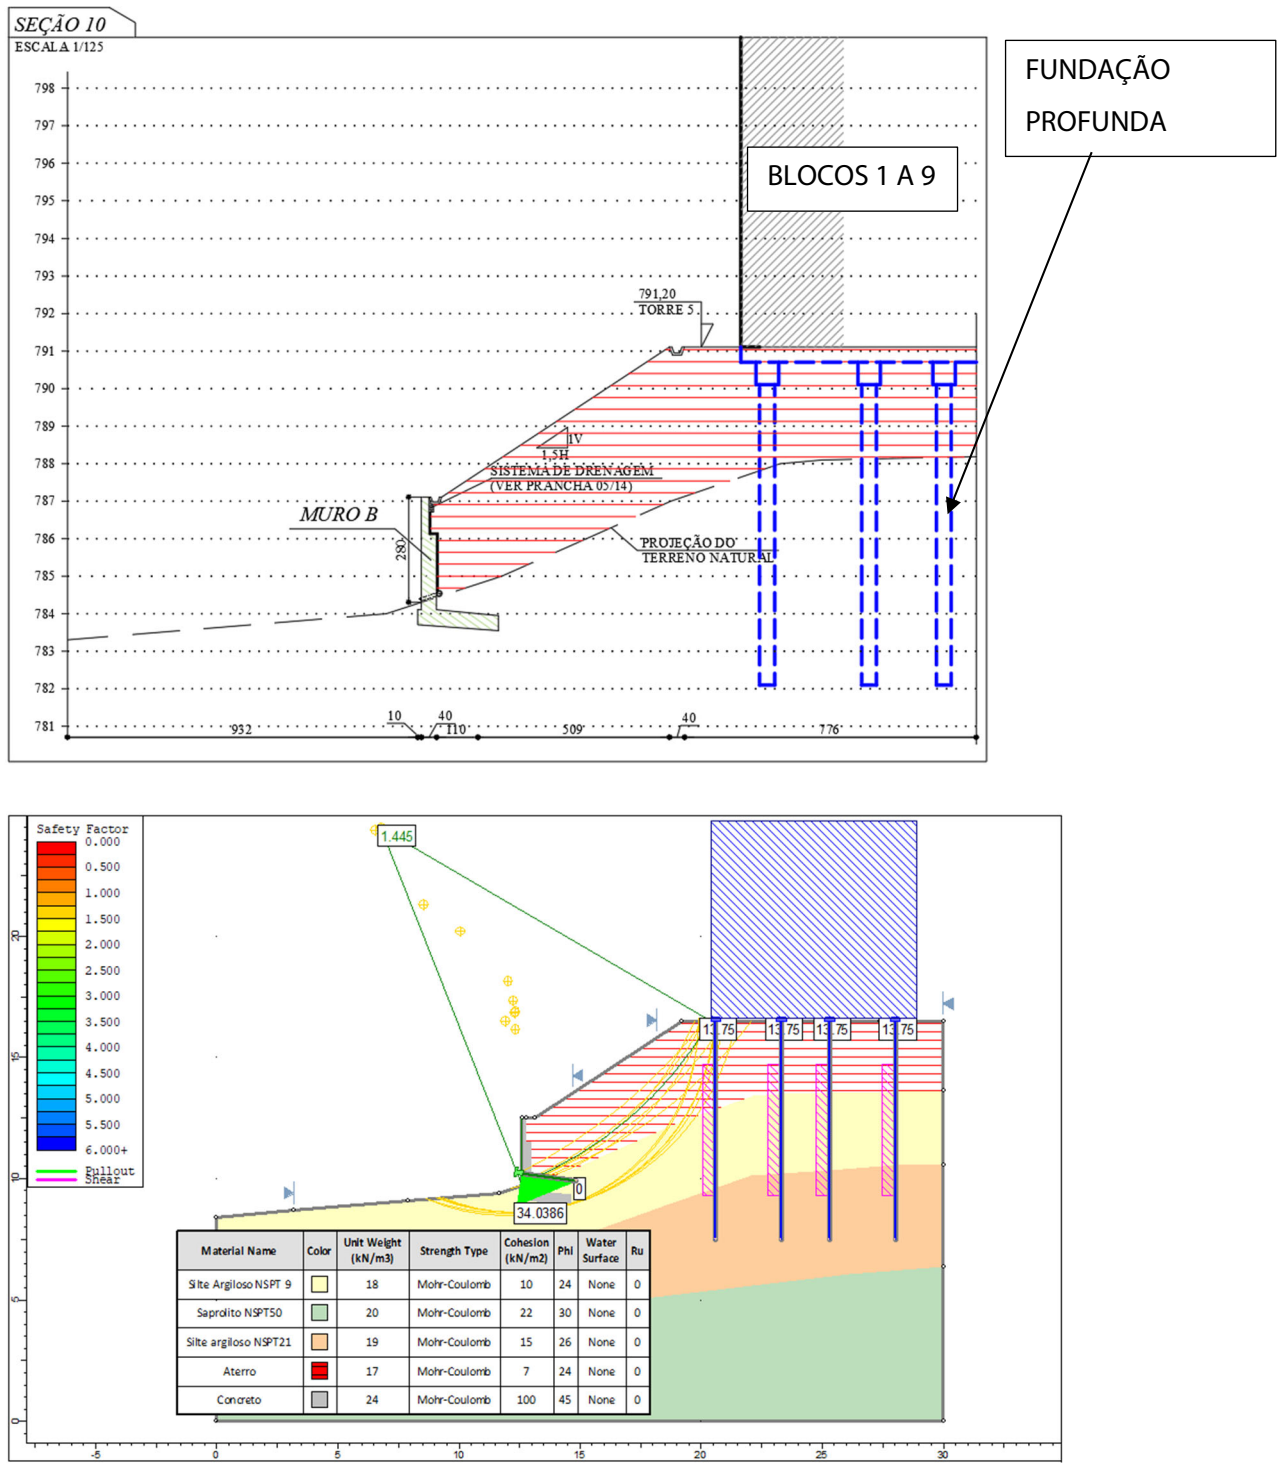 SEÇÃO 10
ESCALA 1/125
FUNDAÇÃO
PROFUNDA
BLOCOS 1 A 9
798
797
796
795
794
793
792
791
790
789
788
787
786
785
784
783
782
781
791,20
TORRE 5
1V
1,5H
SISTEMA DE DRENAGEM
(VER PRANCHA 05/14)
MURO B
280
PROJEÇÃO DO
TERRENO NATURAL
932
10
40
110
509
40
776
Safety Factor
0.000
0.500
1.000
1.500
2.000
2.500
3.000
3.500
4.000
4.500
5.000
5.500
6.000+
Pullout
Shear
1.445
13.75
13.75
13.75
13.75
0
34.0386
Material Name Color Unit Weight (kN/m3) Strength Type Cohesion (kN/m2) Phi Water Surface Ru
Silte Argiloso NSPT 9 18 Mohr-Coulomb 10 24 None 0
Saprolito NSPT50 20 Mohr-Coulomb 22 30 None 0
Silte argiloso NSPT21 19 Mohr-Coulomb 15 26 None 0
Aterro 17 Mohr-Coulomb 7 24 None 0
Concreto 24 Mohr-Coulomb 100 45 None 0
20
15
10
5
0
-5 0 5 10 15 20 25 30